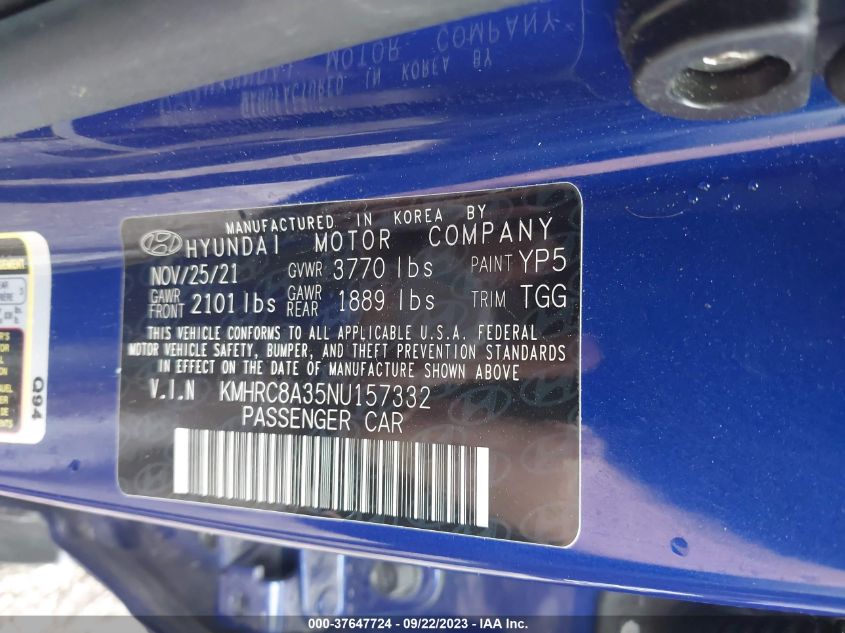 MANUFACTURED IN KOREA BY
HYUNDAI MOTOR COMPANY
NOV/25/21 GVWR 3770 lbs PAINT YP5
GAWR FRONT 2101 lbs GAWR REAR 1889 lbs TRIM TGG
THIS VEHICLE CONFORMS TO ALL APPLICABLE U.S.A. FEDERAL
MOTOR VEHICLE SAFETY, BUMPER, AND THEFT PREVENTION STANDARDS
IN EFFECT ON THE DATE OF MANUFACTURE SHOWN ABOVE
V.I.N KMHRC8A35NU157332
PASSENGER CAR
Q94
000-37647724 - 09/22/2023 - IAA Inc.